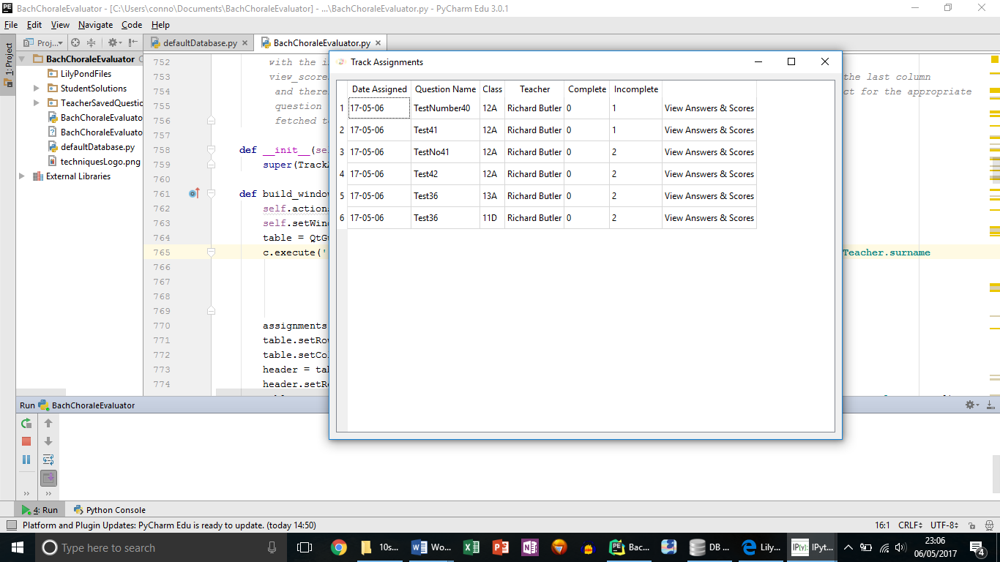 BachChoraleEvaluator - [C:\Users\conno\Documents\BachChoraleEvaluator] - ...\BachChoraleEvaluator.py - PyCharm Edu 3.0.1
File Edit View Navigate Code Help
Proj... defaultDatabase.py BachChoraleEvaluator.py
1: Project
BachChoraleEvaluator
LilyPondFiles
StudentSolutions
TeacherSavedQuestio
BachChoraleEvaluato
BachChoraleEvaluato
defaultDatabase.py
techniquesLogo.png
External Libraries
752 with the i
753 view_score the last column
754 and there ct for the appropriate
755 question
756 fetched t
757
758 def __init__(se
759 super(Track
760
761 def build_window
762 self.action
763 self.setWin
764 table = QtG
765 c.execute(' Teacher.surname
766
767
768
769
770 assignments
771 table.setRo
772 table.setCo
773 header = ta
774 header.setR
Track Assignments
Date Assigned Question Name Class Teacher Complete Incomplete
1 17-05-06 TestNumber40 12A Richard Butler 0 1 View Answers & Scores
2 17-05-06 Test41 12A Richard Butler 0 1 View Answers & Scores
3 17-05-06 TestNo41 12A Richard Butler 0 2 View Answers & Scores
4 17-05-06 Test42 12A Richard Butler 0 2 View Answers & Scores
5 17-05-06 Test36 13A Richard Butler 0 2 View Answers & Scores
6 17-05-06 Test36 11D Richard Butler 0 2 View Answers & Scores
Run BachChoraleEvaluator
4: Run Python Console
Platform and Plugin Updates: PyCharm Edu is ready to update. (today 14:50) 16:1 CRLF UTF-8
Type here to search 10s... Wo... Bac... DB ... Lily... IPyt... 23:06
06/05/2017
4